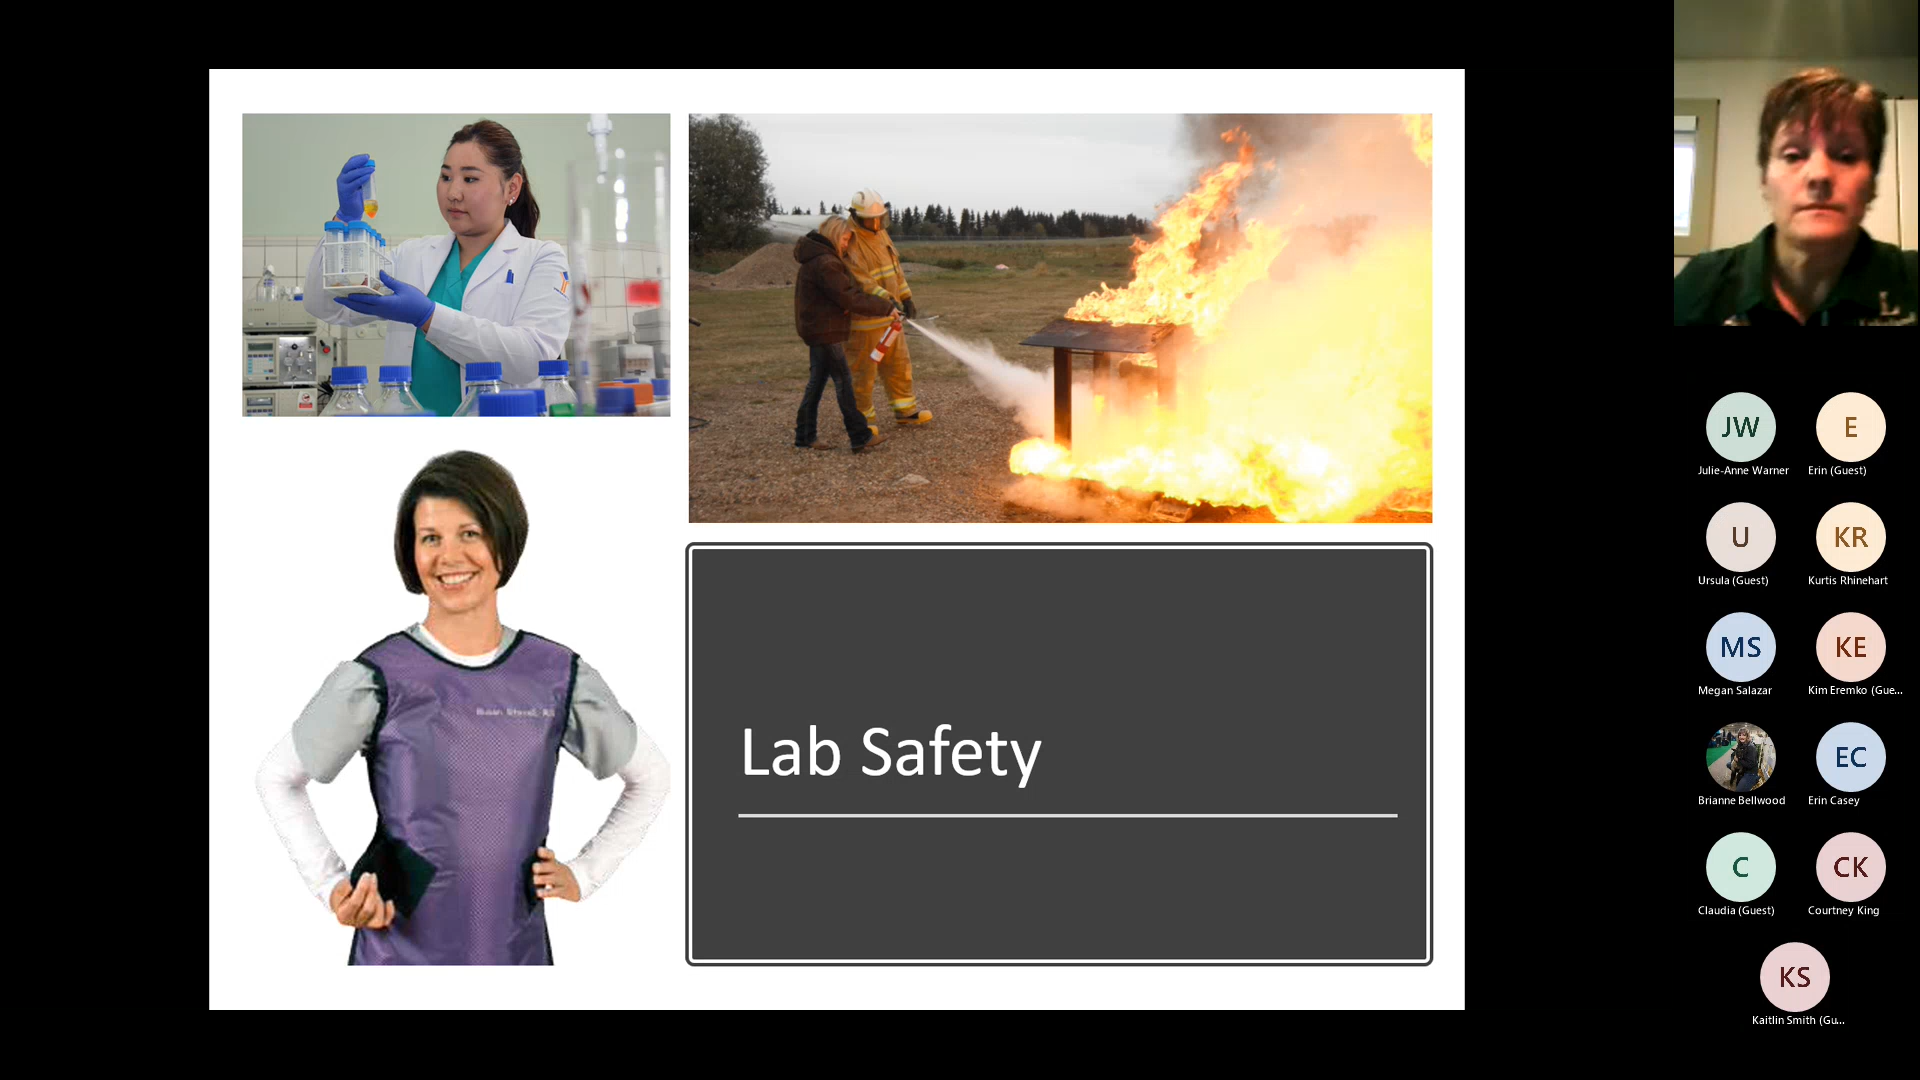 Lab Safety
JW
Julie-Anne Warner
E
Erin (Guest)
U
Ursula (Guest)
KR
Kurtis Rhinehart
MS
Megan Salazar
KE
Kim Eremko (Gue...
Brianne Bellwood
EC
Erin Casey
C
Claudia (Guest)
CK
Courtney King
KS
Kaitlin Smith (Gu...